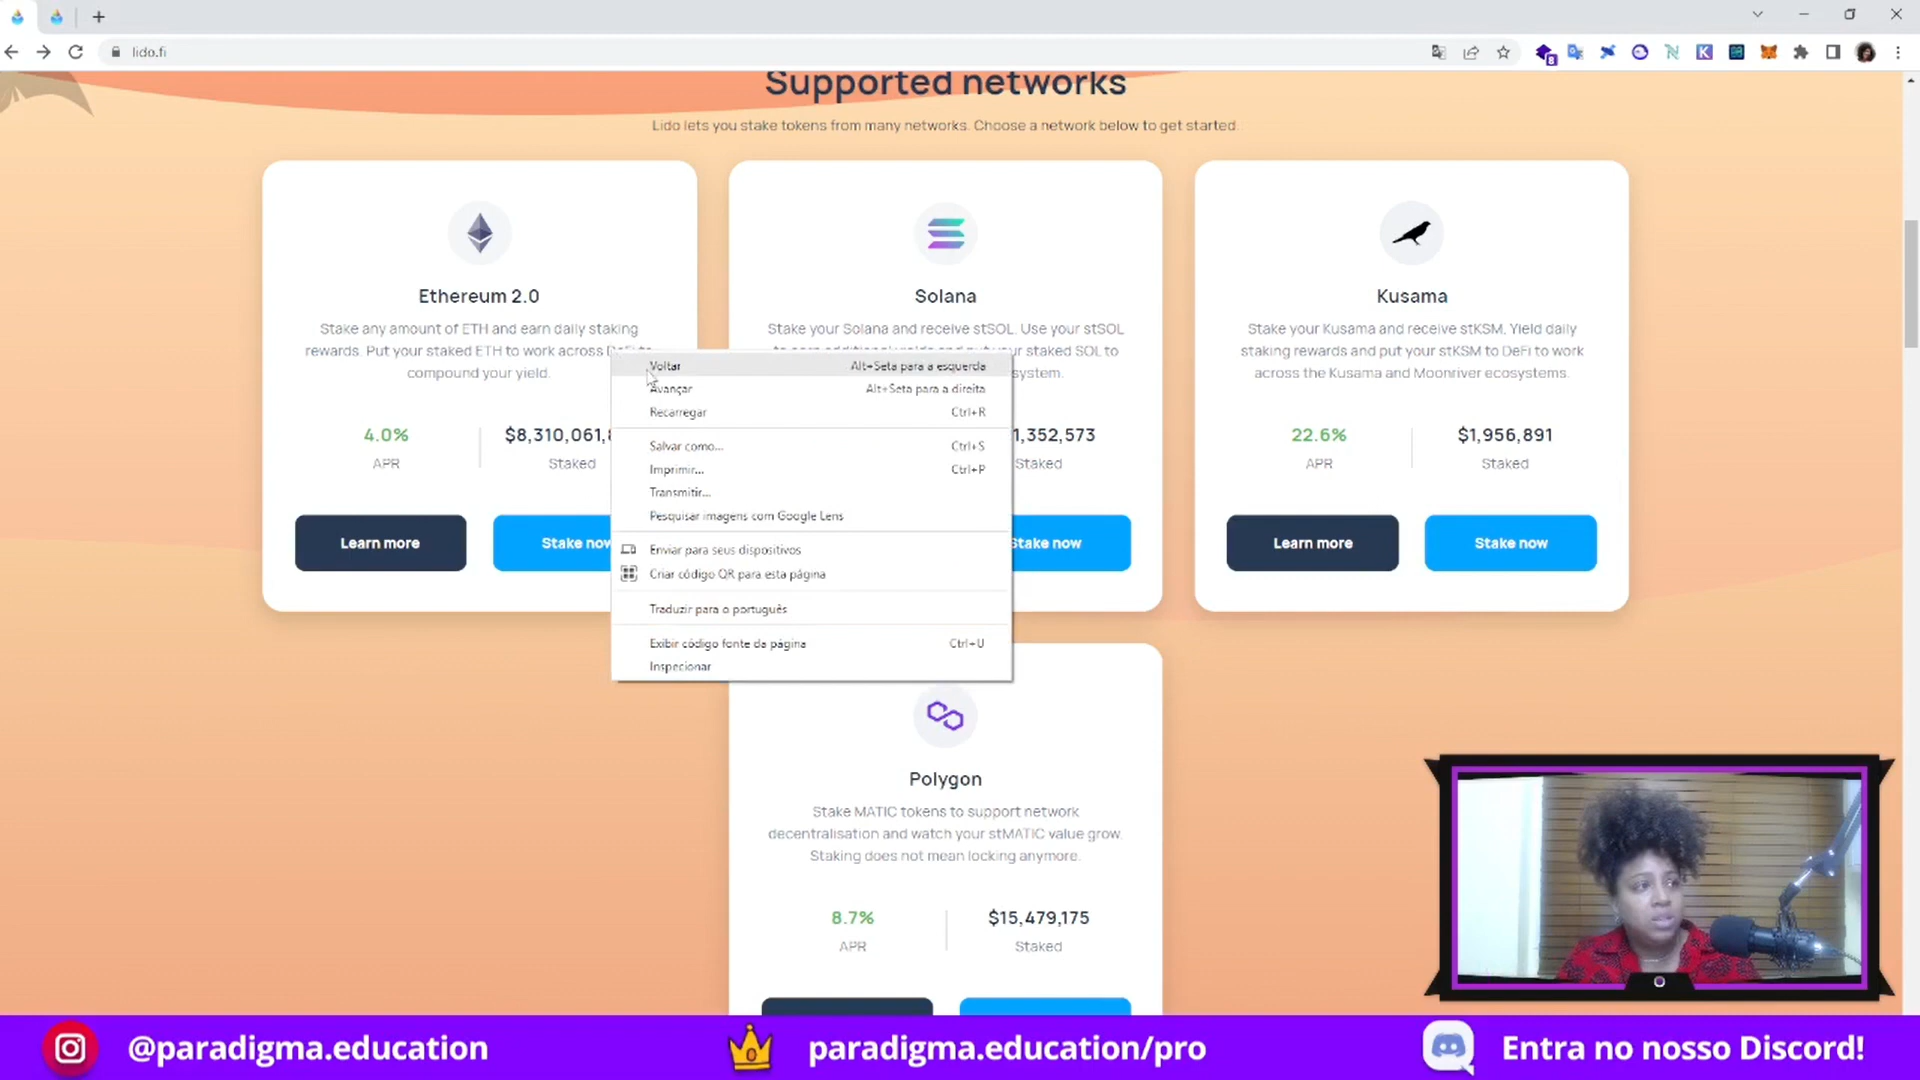 lido.fi
8
Supported networks
Lido lets you stake tokens from many networks. Choose a network below to get started.
Ethereum 2.0
Stake any amount of ETH and earn daily staking
rewards. Put your staked ETH to work across DeFi to
compound your yield.
4.0%
APR
$8,310,061,
Staked
Learn more
Stake now
Solana
Stake your Solana and receive stSOL. Use your stSOL
put your staked SOL to
1,352,573
Staked
Stake now
Kusama
Stake your Kusama and receive stKSM. Yield daily
staking rewards and put your stKSM to DeFi to work
across the Kusama and Moonriver ecosystems.
22.6%
APR
$1,956,891
Staked
Learn more
Stake now
Voltar Alt+Seta para a esquerda
Avançar Alt+Seta para a direita
Recarregar Ctrl+R
Salvar como... Ctrl+S
Imprimir... Ctrl+P
Transmitir...
Pesquisar imagens com Google Lens
Enviar para seus dispositivos
Criar código QR para esta página
Traduzir para o português
Exibir código fonte da página Ctrl+U
Inspecionar
Polygon
Stake MATIC tokens to support network
decentralisation and watch your stMATIC value grow.
Staking does not mean locking anymore.
8.7%
APR
$15,479,175
Staked
@paradigma.education
paradigma.education/pro
Entra no nosso Discord!